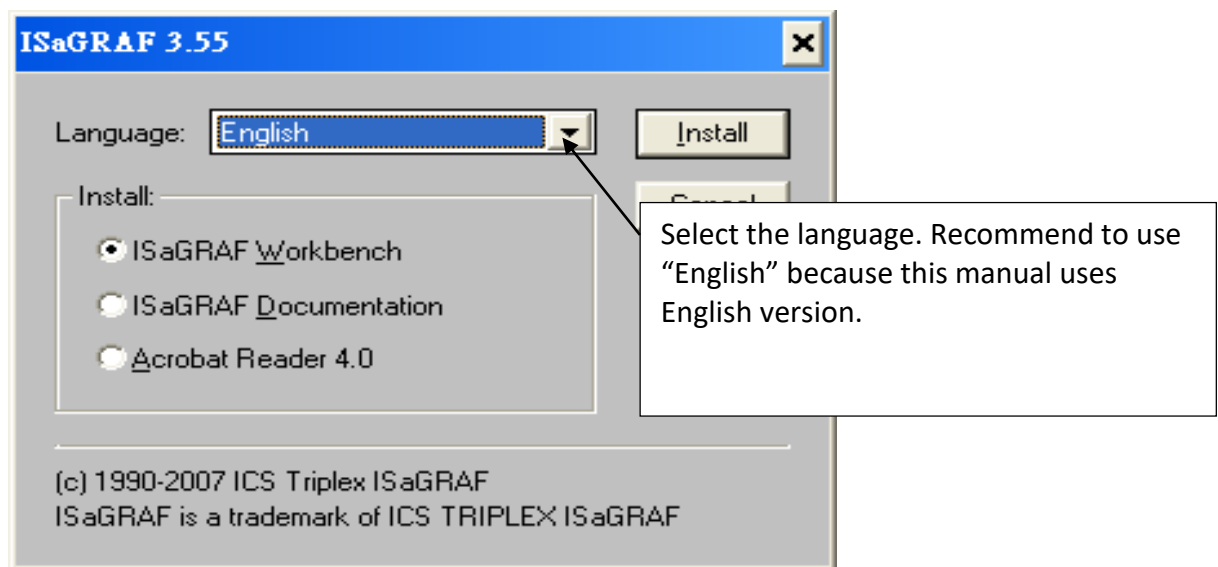 ISaGRAF 3.55
Language: English Install
Install:
ISaGRAF Workbench
ISaGRAF Documentation
Acrobat Reader 4.0
Select the language. Recommend to use
“English” because this manual uses
English version.
(c) 1990-2007 ICS Triplex ISaGRAF
ISaGRAF is a trademark of ICS TRIPLEX ISaGRAF